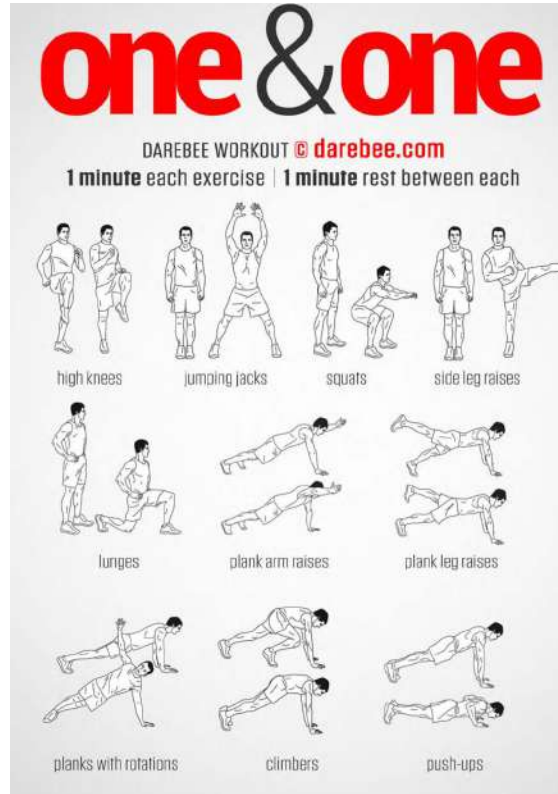 one & one
DAREBEE WORKOUT © darebee.com
1 minute each exercise | 1 minute rest between each
high knees
jumping jacks
squats
side leg raises
lunges
plank arm raises
plank leg raises
planks with rotations
climbers
push-ups